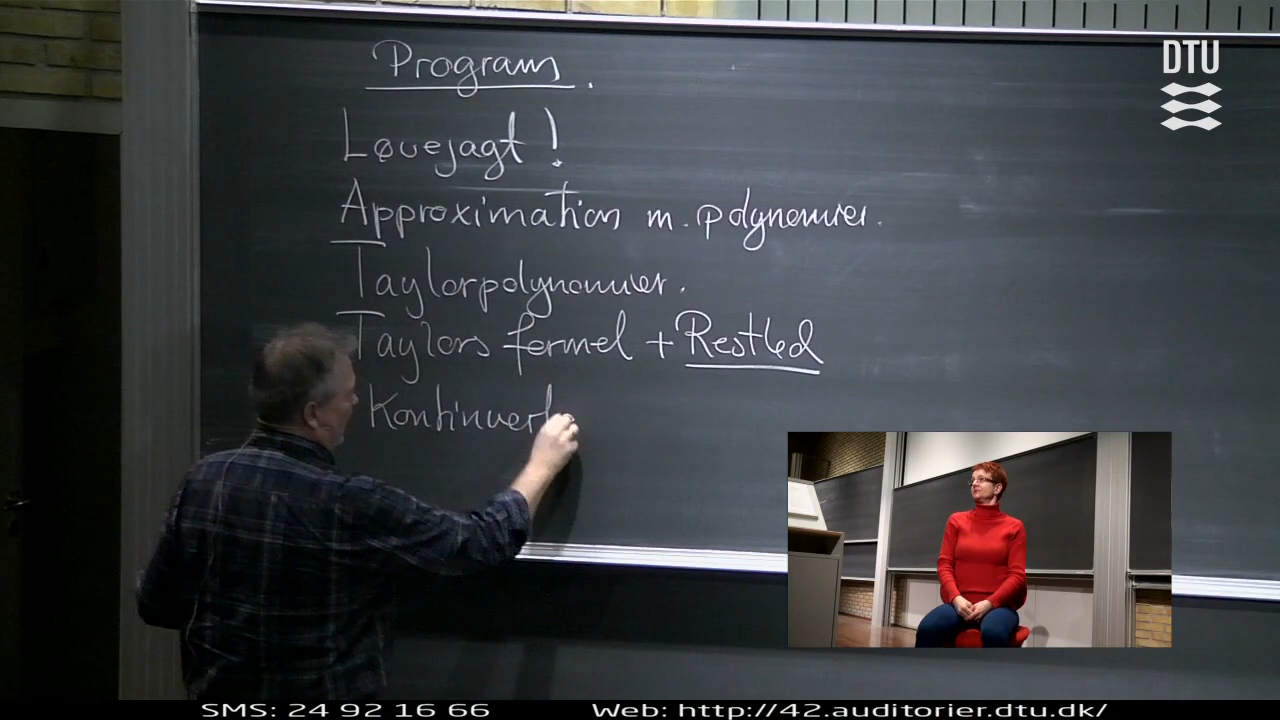 Program.
DTU
Løvejagt!
Approximation m. polynomier.
Taylorpolynomier.
Taylors formel + Restled
Kontinuert
SMS: 24 92 16 66 Web: http://42.auditorier.dtu.dk/